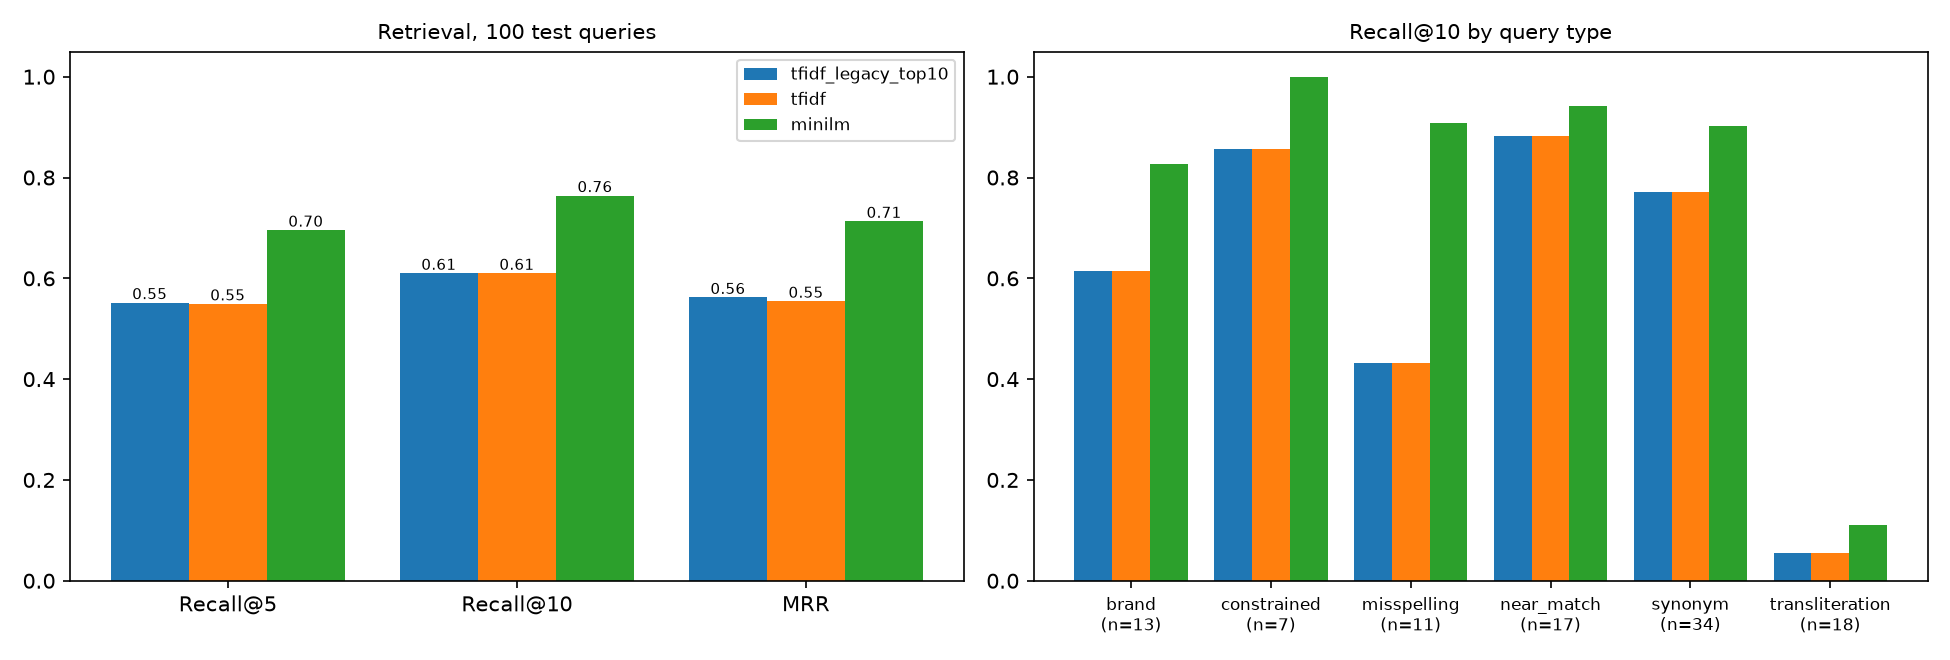 Retrieval, 100 test queries
1.0
0.8
0.6
0.4
0.2
0.0
tfidf_legacy_top10
tfidf
minilm
0.55
0.55
0.70
0.61
0.61
0.76
0.56
0.55
0.71
Recall@5
Recall@10
MRR
Recall@10 by query type
1.0
0.8
0.6
0.4
0.2
0.0
brand
(n=13)
constrained
(n=7)
misspelling
(n=11)
near_match
(n=17)
synonym
(n=34)
transliteration
(n=18)